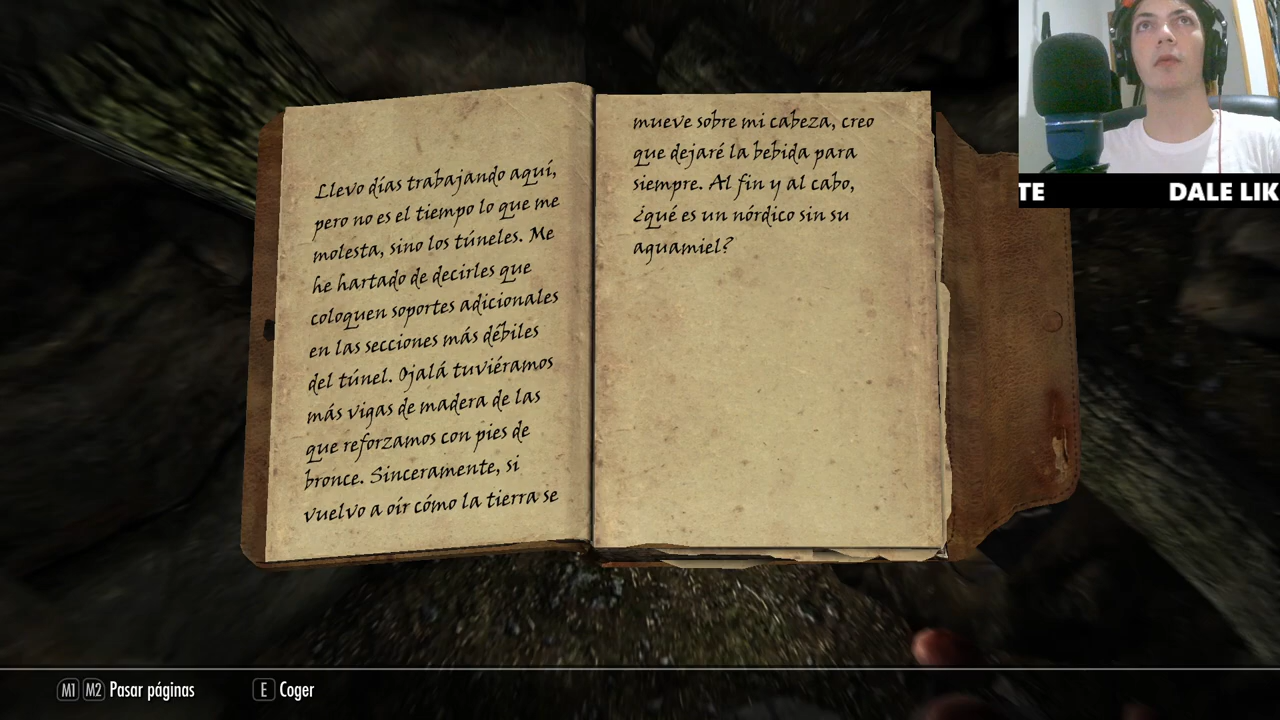 TE DALE LIK
Llevo días trabajando aquí,
pero no es el tiempo lo que me
molesta, sino los túneles. Me
he hartado de decirles que
coloquen soportes adicionales
en las secciones más débiles
del túnel. Ojalá tuviéramos
más vigas de madera de las
que reforzamos con pies de
bronce. Sinceramente, si
vuelvo a oír cómo la tierra se
mueve sobre mi cabeza, creo
que dejaré la bebida para
siempre. Al fin y al cabo,
¿qué es un nórdico sin su
aguamiel?
M1 M2 Pasar páginas E Coger